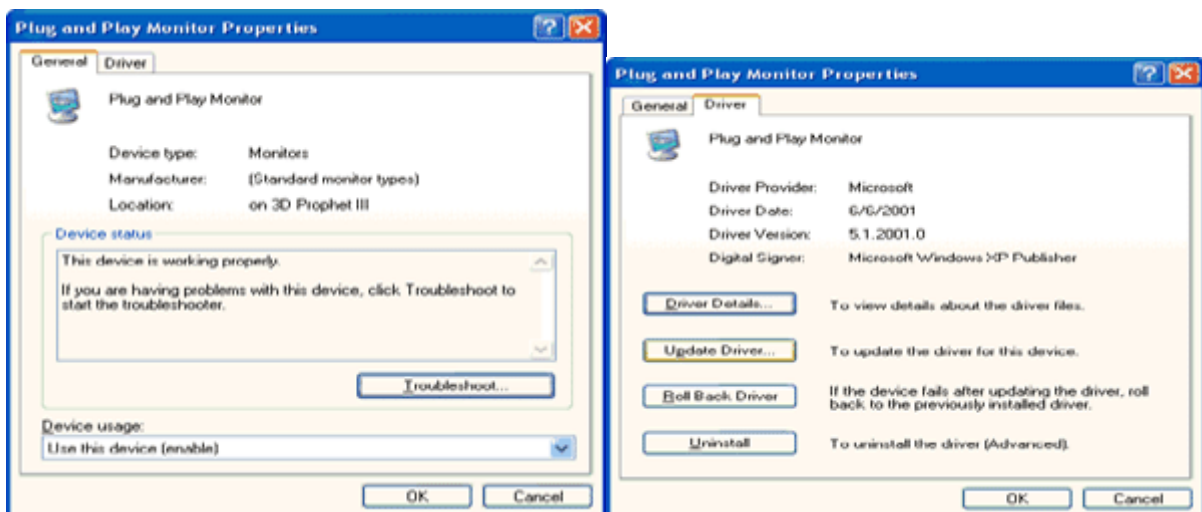 Plug and Play Monitor Properties
General Driver
Plug and Play Monitor
Device type: Monitors
Manufacturer: (Standard monitor types)
Location: on 3D Prophet III
Device status
This device is working properly.
If you are having problems with this device, click Troubleshoot to
start the troubleshooter.
Troubleshoot...
Device usage:
Use this device (enable)
OK Cancel
Plug and Play Monitor Properties
General Driver
Plug and Play Monitor
Driver Provider: Microsoft
Driver Date: 6/6/2001
Driver Version: 5.1.2001.0
Digital Signer: Microsoft Windows XP Publisher
Driver Details... To view details about the driver files.
Update Driver... To update the driver for this device.
Roll Back Driver If the device fails after updating the driver, roll
back to the previously installed driver.
Uninstall To uninstall the driver (Advanced).
OK Cancel